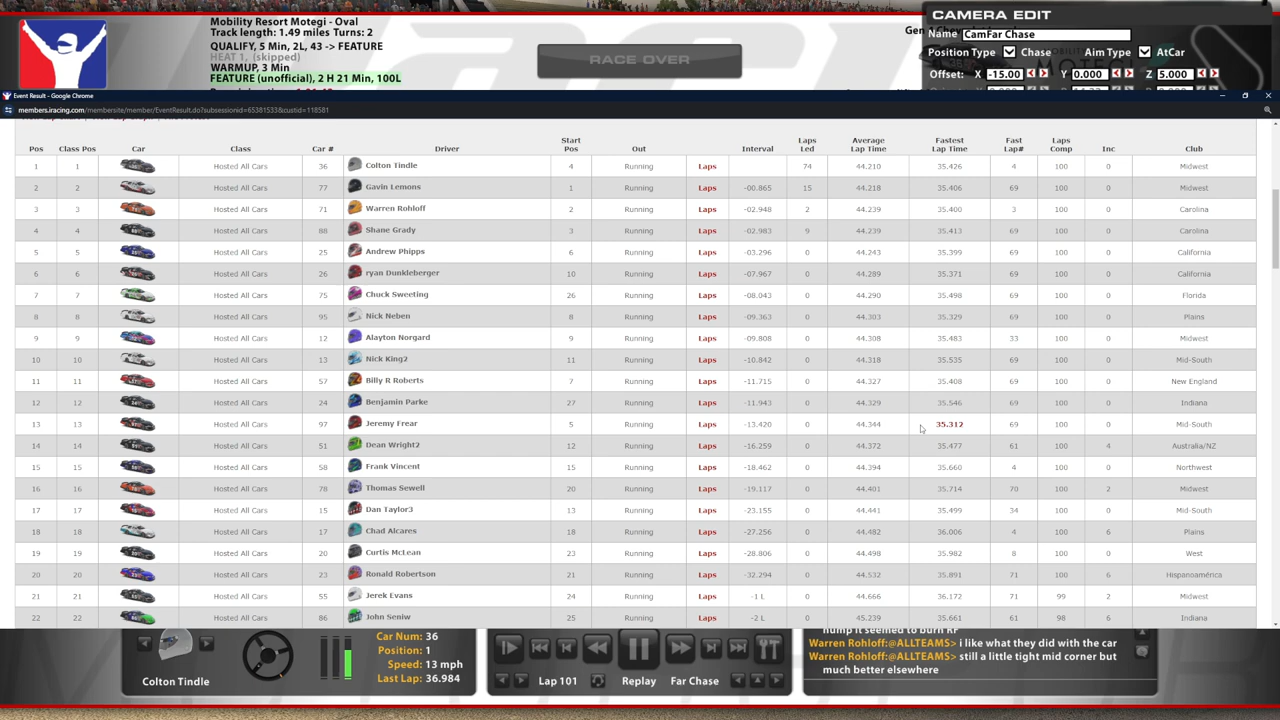 Mobility Resort Motegi - Oval
Track length: 1.49 miles Turns: 2
QUALIFY, 5 Min, 2L, 43 -> FEATURE
HEAT 1, (skipped)
WARMUP, 3 Min
FEATURE (unofficial), 2 H 21 Min, 100L
RACE OVER
CAMERA EDIT
Name CamFar Chase
Position Type Chase Aim Type AtCar
Offset: X -15.00 Y 0.000 Z 5.000
Event Result - Google Chrome
members.iracing.com/membersite/member/EventResult.do?subsessionid=65381533&custid=118581
Pos Class Pos Car Class Car # Driver Start Pos Out Interval Laps Led Average Lap Time Fastest Lap Time Fast Lap# Laps Comp Inc Club
1 1 Hosted All Cars 36 Colton Tindle 4 Running Laps 74 44.210 35.426 4 100 0 Midwest
2 2 Hosted All Cars 77 Gavin Lemons 1 Running Laps -00.865 15 44.218 35.406 69 100 0 Midwest
3 3 Hosted All Cars 71 Warren Rohloff 2 Running Laps -02.948 2 44.239 35.400 3 100 0 Carolina
4 4 Hosted All Cars 88 Shane Grady 3 Running Laps -02.983 9 44.239 35.413 69 100 0 Carolina
5 5 Hosted All Cars 25 Andrew Phipps 6 Running Laps -03.296 0 44.243 35.399 69 100 0 California
6 6 Hosted All Cars 26 ryan Dunkleberger 10 Running Laps -07.967 0 44.289 35.371 69 100 0 California
7 7 Hosted All Cars 75 Chuck Sweeting 26 Running Laps -08.043 0 44.290 35.498 69 100 0 Florida
8 8 Hosted All Cars 95 Nick Neben 8 Running Laps -09.363 0 44.303 35.329 69 100 0 Plains
9 9 Hosted All Cars 12 Alayton Norgard 9 Running Laps -09.808 0 44.308 35.483 33 100 0 Midwest
10 10 Hosted All Cars 13 Nick King2 11 Running Laps -10.842 0 44.318 35.535 69 100 0 Mid-South
11 11 Hosted All Cars 57 Billy R Roberts 7 Running Laps -11.715 0 44.327 35.408 69 100 0 New England
12 12 Hosted All Cars 24 Benjamin Parke 27 Running Laps -11.943 0 44.329 35.546 69 100 0 Indiana
13 13 Hosted All Cars 97 Jeremy Frear 5 Running Laps -13.420 0 44.344 35.312 69 100 0 Mid-South
14 14 Hosted All Cars 51 Dean Wright2 12 Running Laps -16.259 0 44.372 35.477 61 100 4 Australia/NZ
15 15 Hosted All Cars 58 Frank Vincent 15 Running Laps -18.462 0 44.394 35.660 4 100 0 Northwest
16 16 Hosted All Cars 78 Thomas Sewell 20 Running Laps -19.117 0 44.401 35.714 70 100 2 Midwest
17 17 Hosted All Cars 15 Dan Taylor3 13 Running Laps -23.155 0 44.441 35.499 34 100 0 Mid-South
18 18 Hosted All Cars 17 Chad Alcares 18 Running Laps -27.256 0 44.482 36.006 4 100 6 Plains
19 19 Hosted All Cars 20 Curtis McLean 23 Running Laps -28.806 0 44.498 35.982 8 100 0 West
20 20 Hosted All Cars 23 Ronald Robertson 21 Running Laps -32.294 0 44.532 35.891 71 100 6 Hispanoamérica
21 21 Hosted All Cars 55 Jerek Evans 24 Running Laps -1 L 0 44.666 36.172 71 99 2 Midwest
22 22 Hosted All Cars 86 John Seniw 25 Running Laps -2 L 0 45.239 35.661 61 98 6 Indiana
Colton Tindle
Car Num: 36
Position: 1
Speed: 13 mph
Last Lap: 36.984
Lap 101 Replay Far Chase
hump it seemed to burn RF
Warren Rohloff:@ALLTEAMS> i like what they did with the car
Warren Rohloff:@ALLTEAMS> still a little tight mid corner but
much better elsewhere